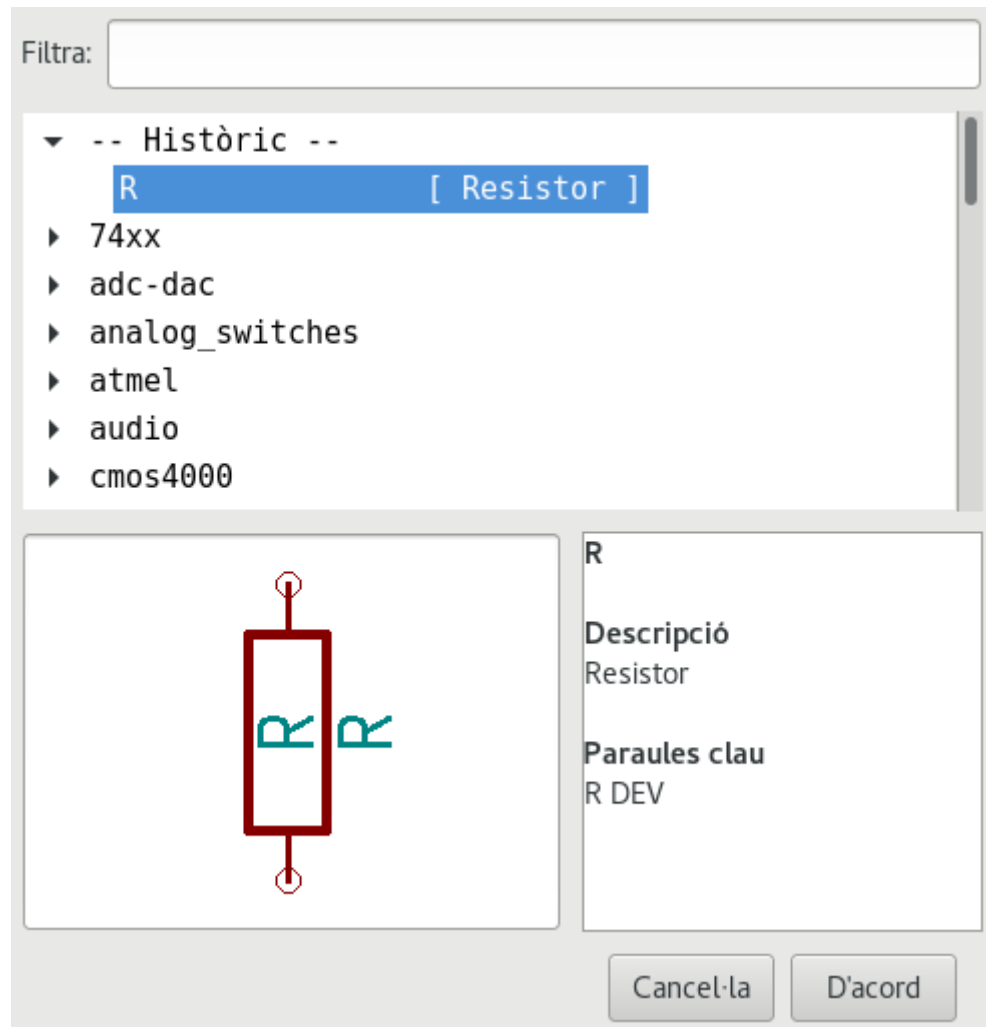 Filtra:
-- Històric --
R [ Resistor ]
74xx
adc-dac
analog_switches
atmel
audio
cmos4000
R R
R
Descripció
Resistor
Paraules clau
R DEV
Cancel·la D'acord